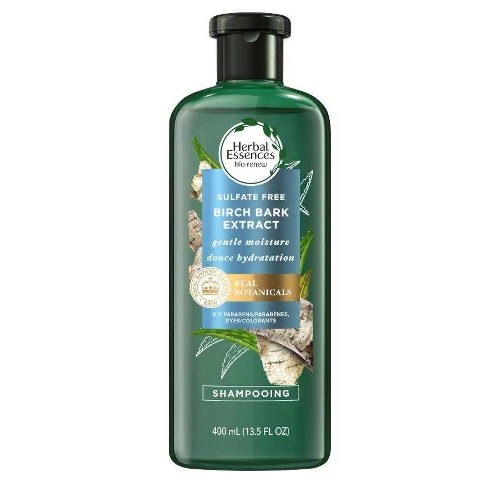 Herbal
Essences
bio:renew
SULFATE FREE
BIRCH BARK
EXTRACT
gentle moisture
douce hydratation
REAL
BOTANICALS
0% PARABENS/PARABÈNES,
DYES/COLORANTS
SHAMPOOING
400 mL (13.5 FL OZ)